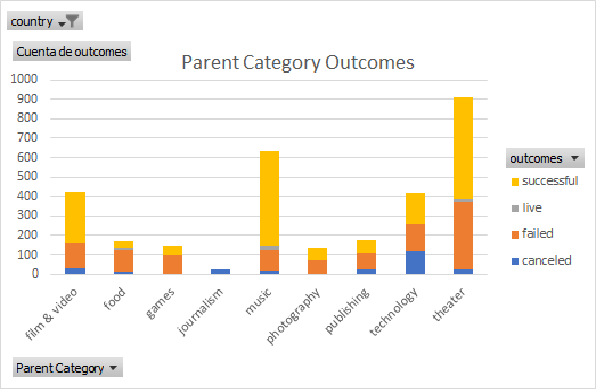 country
Cuenta de outcomes
Parent Category Outcomes
1000
900
800
700
600
500
400
300
200
100
0
film & video
food
games
journalism
music
photography
publishing
technology
theater
outcomes
successful
live
failed
canceled
Parent Category